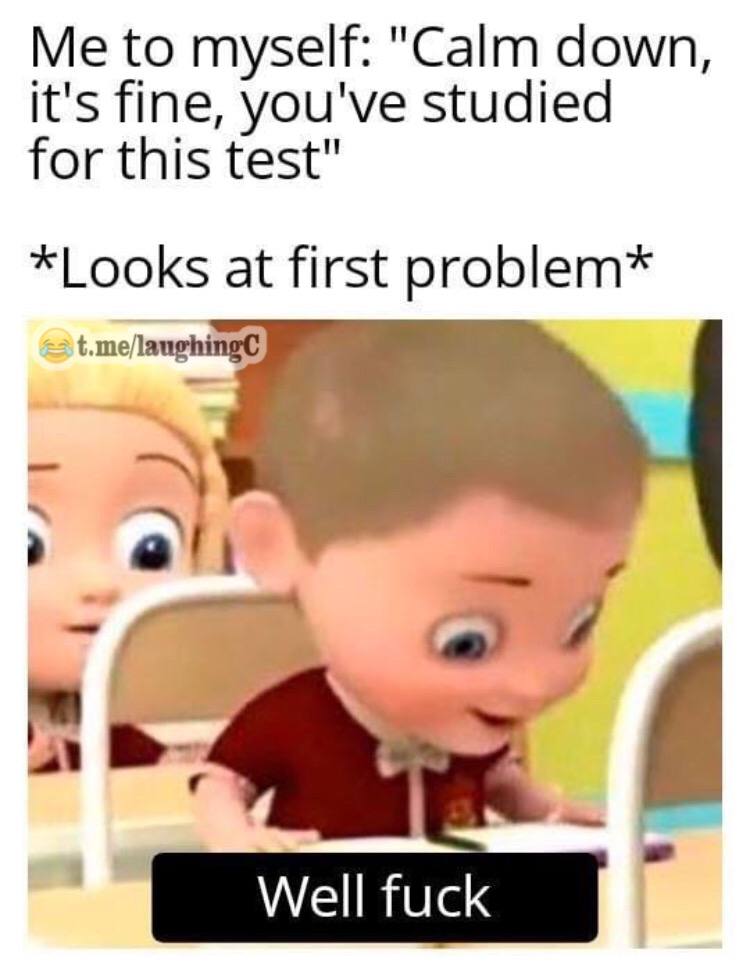 Me to myself: "Calm down,
it's fine, you've studied
for this test"
*Looks at first problem*
😂t.me/laughingC
Well fuck